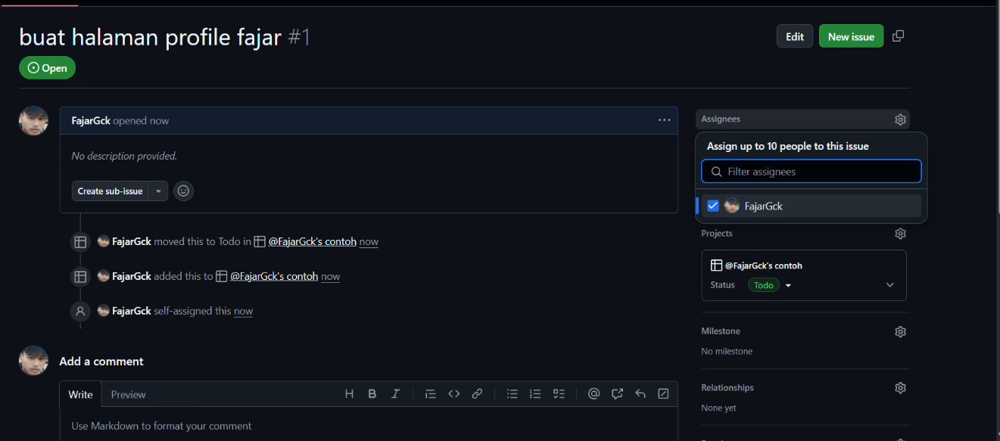 buat halaman profile fajar #1
Edit
New issue
Open
FajarGck opened now
No description provided.
Create sub-issue
FajarGck moved this to Todo in @FajarGck's contoh now
FajarGck added this to @FajarGck's contoh now
FajarGck self-assigned this now
Add a comment
Write Preview
Use Markdown to format your comment
Assignees
Assign up to 10 people to this issue
Filter assignees
FajarGck
Projects
@FajarGck's contoh
Status Todo
Milestone
No milestone
Relationships
None yet